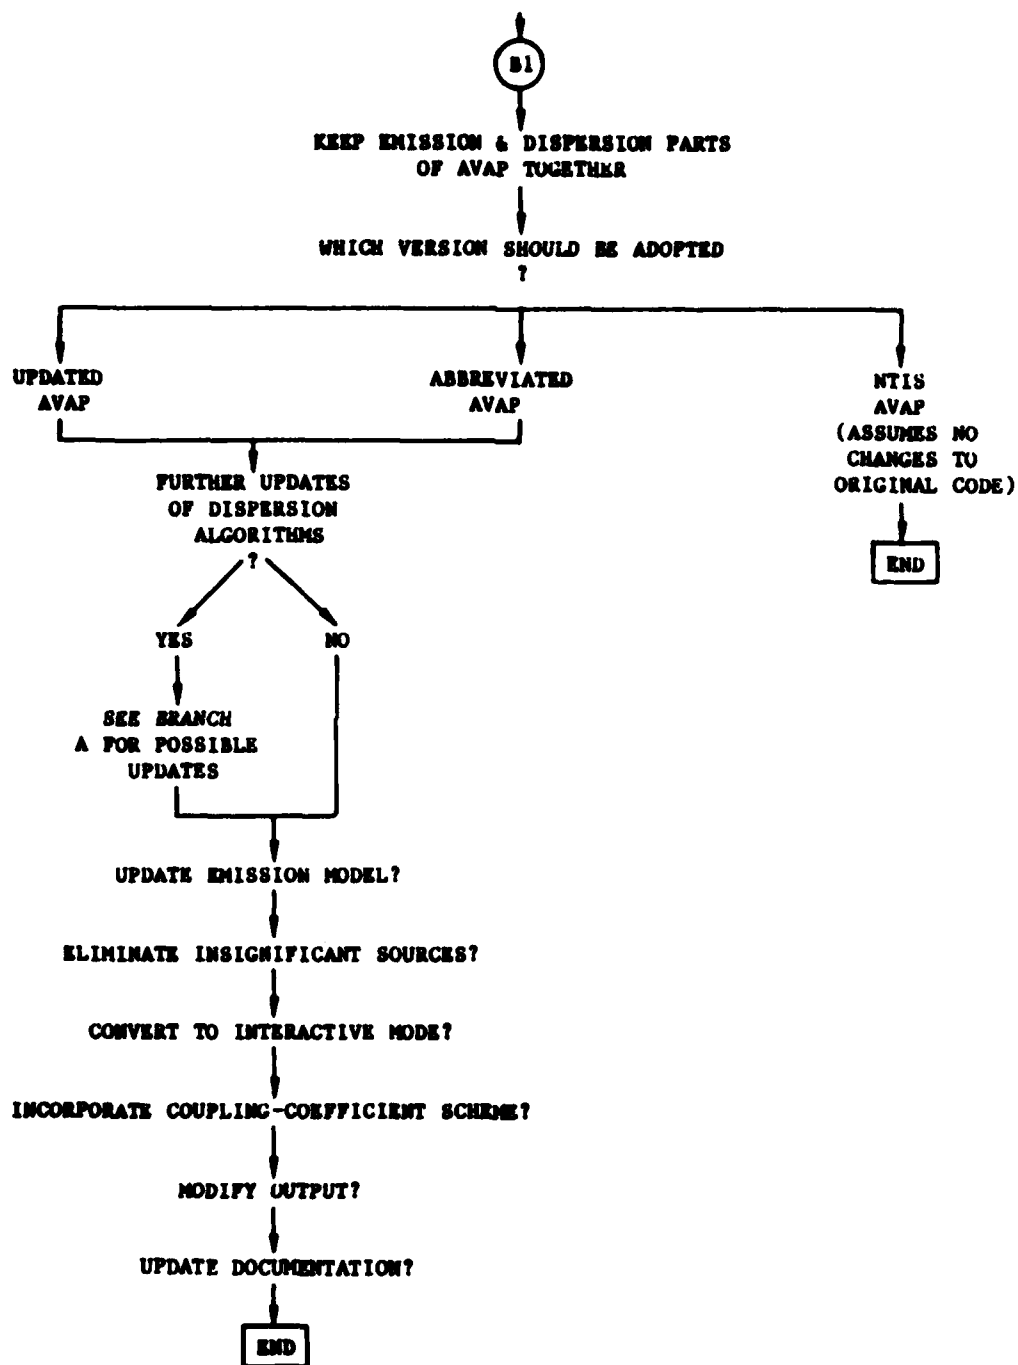 B1
KEEP EMISSION & DISPERSION PARTS
OF AVAP TOGETHER
WHICH VERSION SHOULD BE ADOPTED
?
UPDATED
AVAP
ABBREVIATED
AVAP
NTIS
AVAP
(ASSUMES NO
CHANGES TO
ORIGINAL CODE)
END
FURTHER UPDATES
OF DISPERSION
ALGORITHMS
?
YES
NO
SEE BRANCH
A FOR POSSIBLE
UPDATES
UPDATE EMISSION MODEL?
ELIMINATE INSIGNIFICANT SOURCES?
CONVERT TO INTERACTIVE MODE?
INCORPORATE COUPLING-COEFFICIENT SCHEME?
MODIFY OUTPUT?
UPDATE DOCUMENTATION?
END